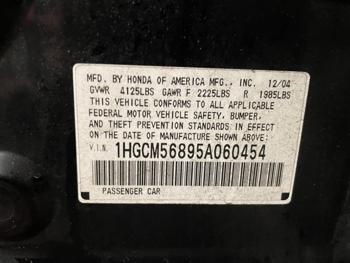 MFD. BY HONDA OF AMERICA MFG., INC. 12/04
GVWR 4125LBS GAWR F 2225LBS R 1985LBS
THIS VEHICLE CONFORMS TO ALL APPLICABLE
FEDERAL MOTOR VEHICLE SAFETY, BUMPER,
AND THEFT PREVENTION STANDARDS IN EFFECT
ON THE DATE OF MANUFACTURE SHOWN ABOVE.
V.I.N. 1HGCM56895A060454
PASSENGER CAR